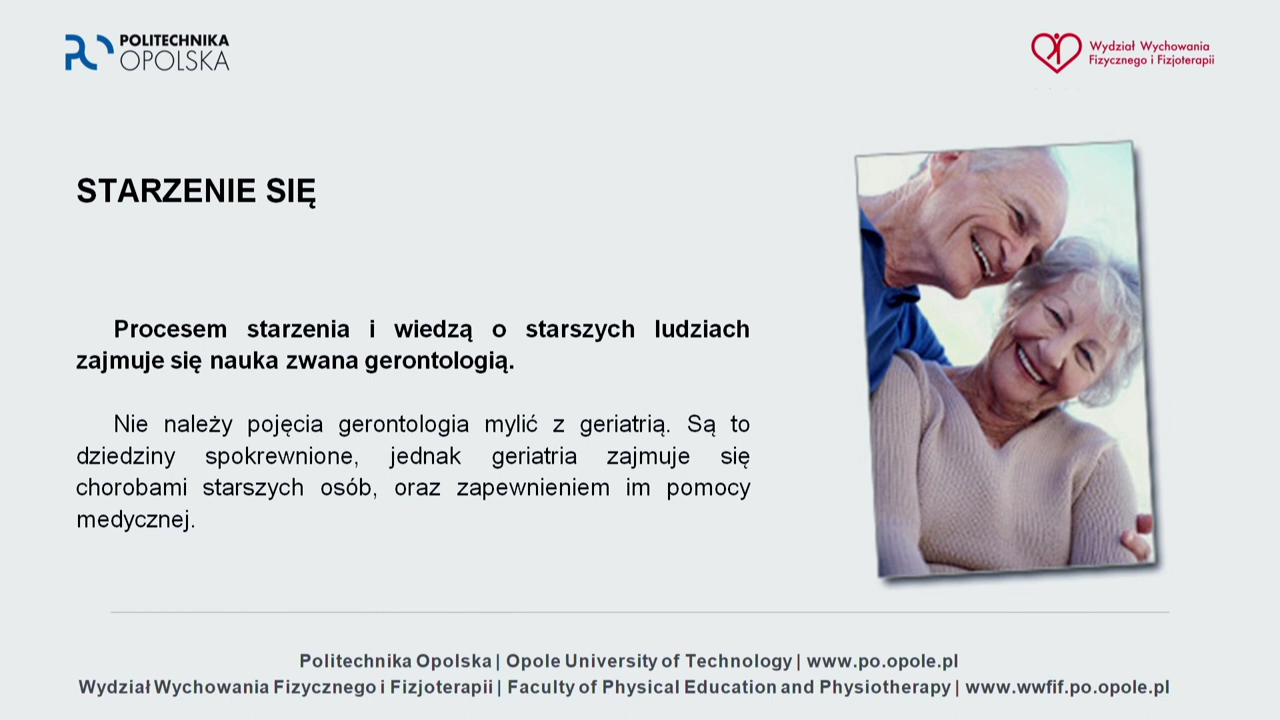 POLITECHNIKA
OPOLSKA
Wydział Wychowania
Fizycznego i Fizjoterapii
STARZENIE SIĘ
Procesem starzenia i wiedzą o starszych ludziach
zajmuje się nauka zwana gerontologią.
Nie należy pojęcia gerontologia mylić z geriatrią. Są to
dziedziny spokrewnione, jednak geriatria zajmuje się
chorobami starszych osób, oraz zapewnieniem im pomocy
medycznej.
Politechnika Opolska | Opole University of Technology | www.po.opole.pl
Wydział Wychowania Fizycznego i Fizjoterapii | Faculty of Physical Education and Physiotherapy | www.wwfif.po.opole.pl